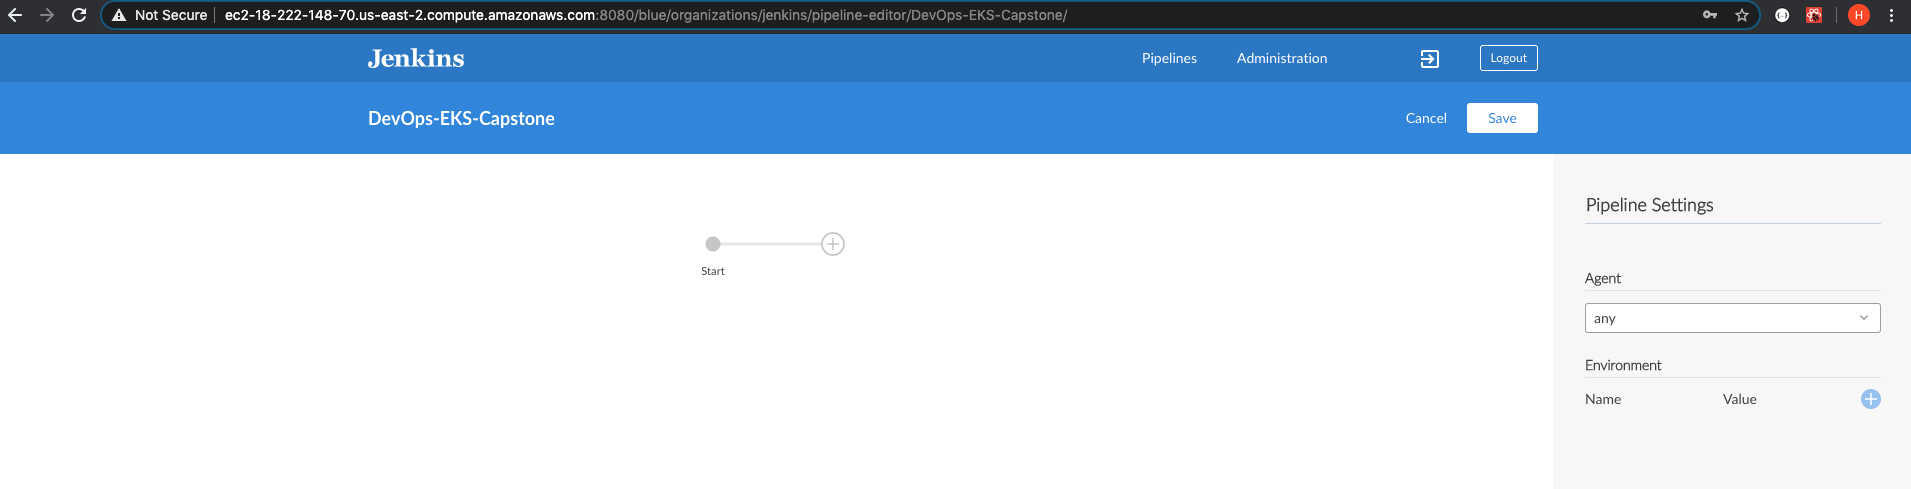 Not Secure ec2-18-222-148-70.us-east-2.compute.amazonaws.com:8080/blue/organizations/jenkins/pipeline-editor/DevOps-EKS-Capstone/
H
Jenkins Pipelines Administration Logout
DevOps-EKS-Capstone Cancel Save
Start
Pipeline Settings
Agent
any
Environment
Name Value